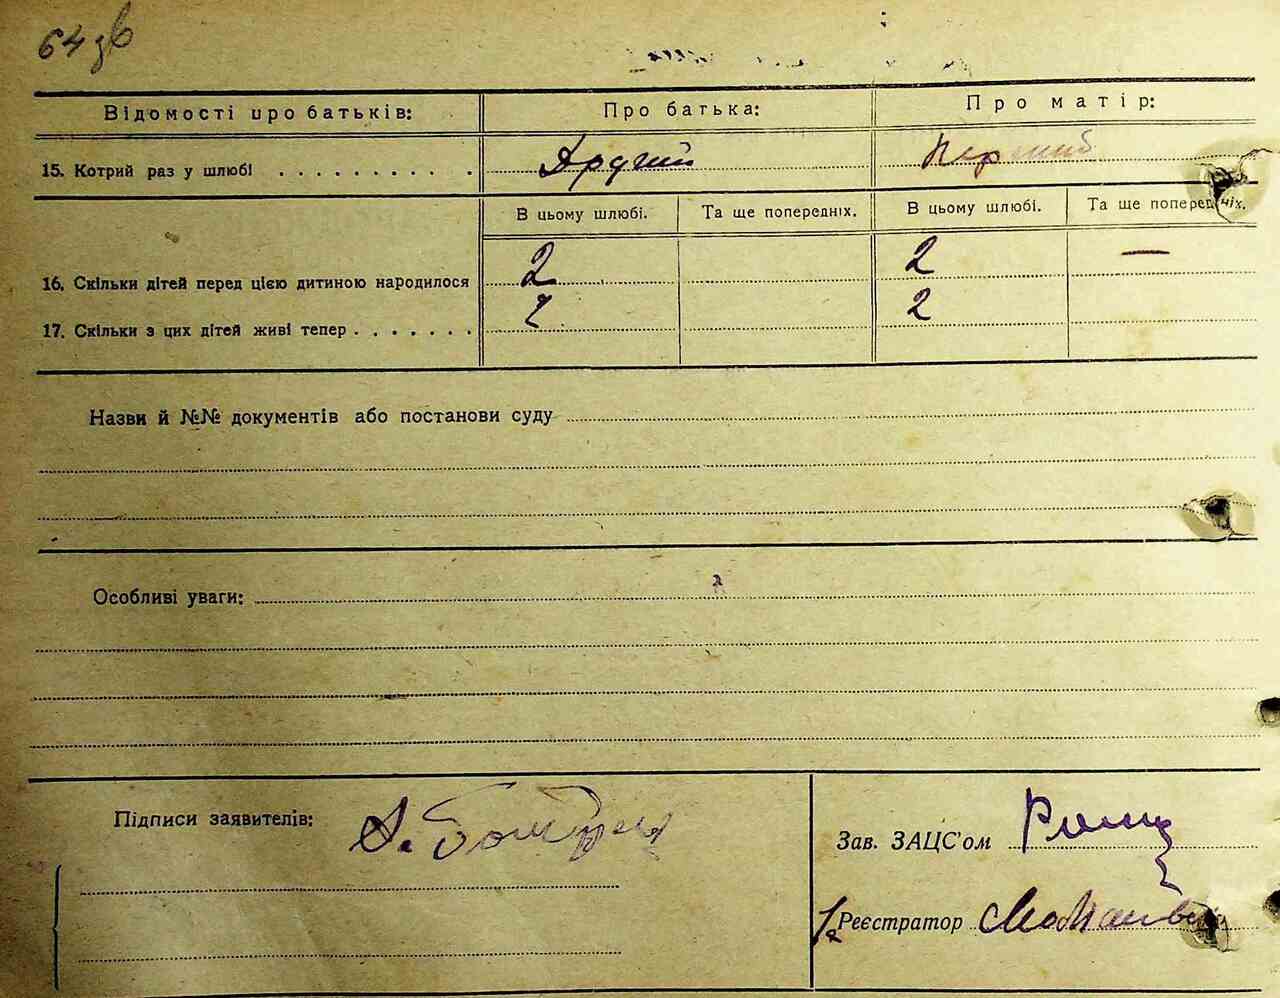 64 зв
Відомості про батьків: Про батька: Про матір:
15. Котрий раз у шлюбі . . . . . . . . . . Другий Перший
В цьому шлюбі. Та ще попередніх. В цьому шлюбі. Та ще попередніх.
16. Скільки дітей перед цією дитиною народилося 2 2 —
17. Скільки з цих дітей живі тепер . . . . . . . 2 2
Назви й №№ документів або постанови суду
Особливі уваги:
Підписи заявителів:
Зав. ЗАЦС'ом
Реєстратор